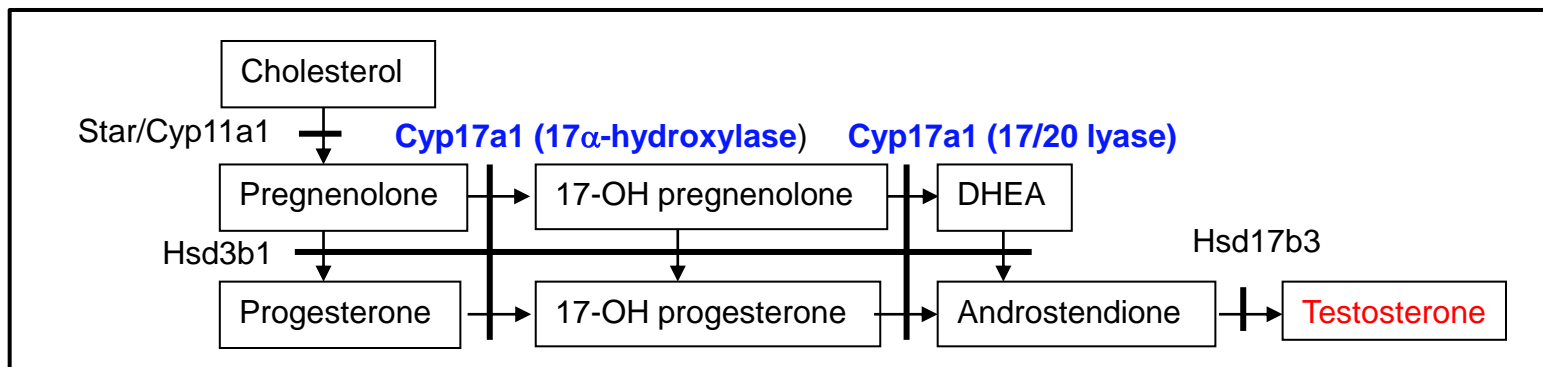 Cholesterol
Star/Cyp11a1
Cyp17a1 (17α-hydroxylase)
Cyp17a1 (17/20 lyase)
Pregnenolone
17-OH pregnenolone
DHEA
Hsd3b1
Hsd17b3
Progesterone
17-OH progesterone
Androstendione
Testosterone